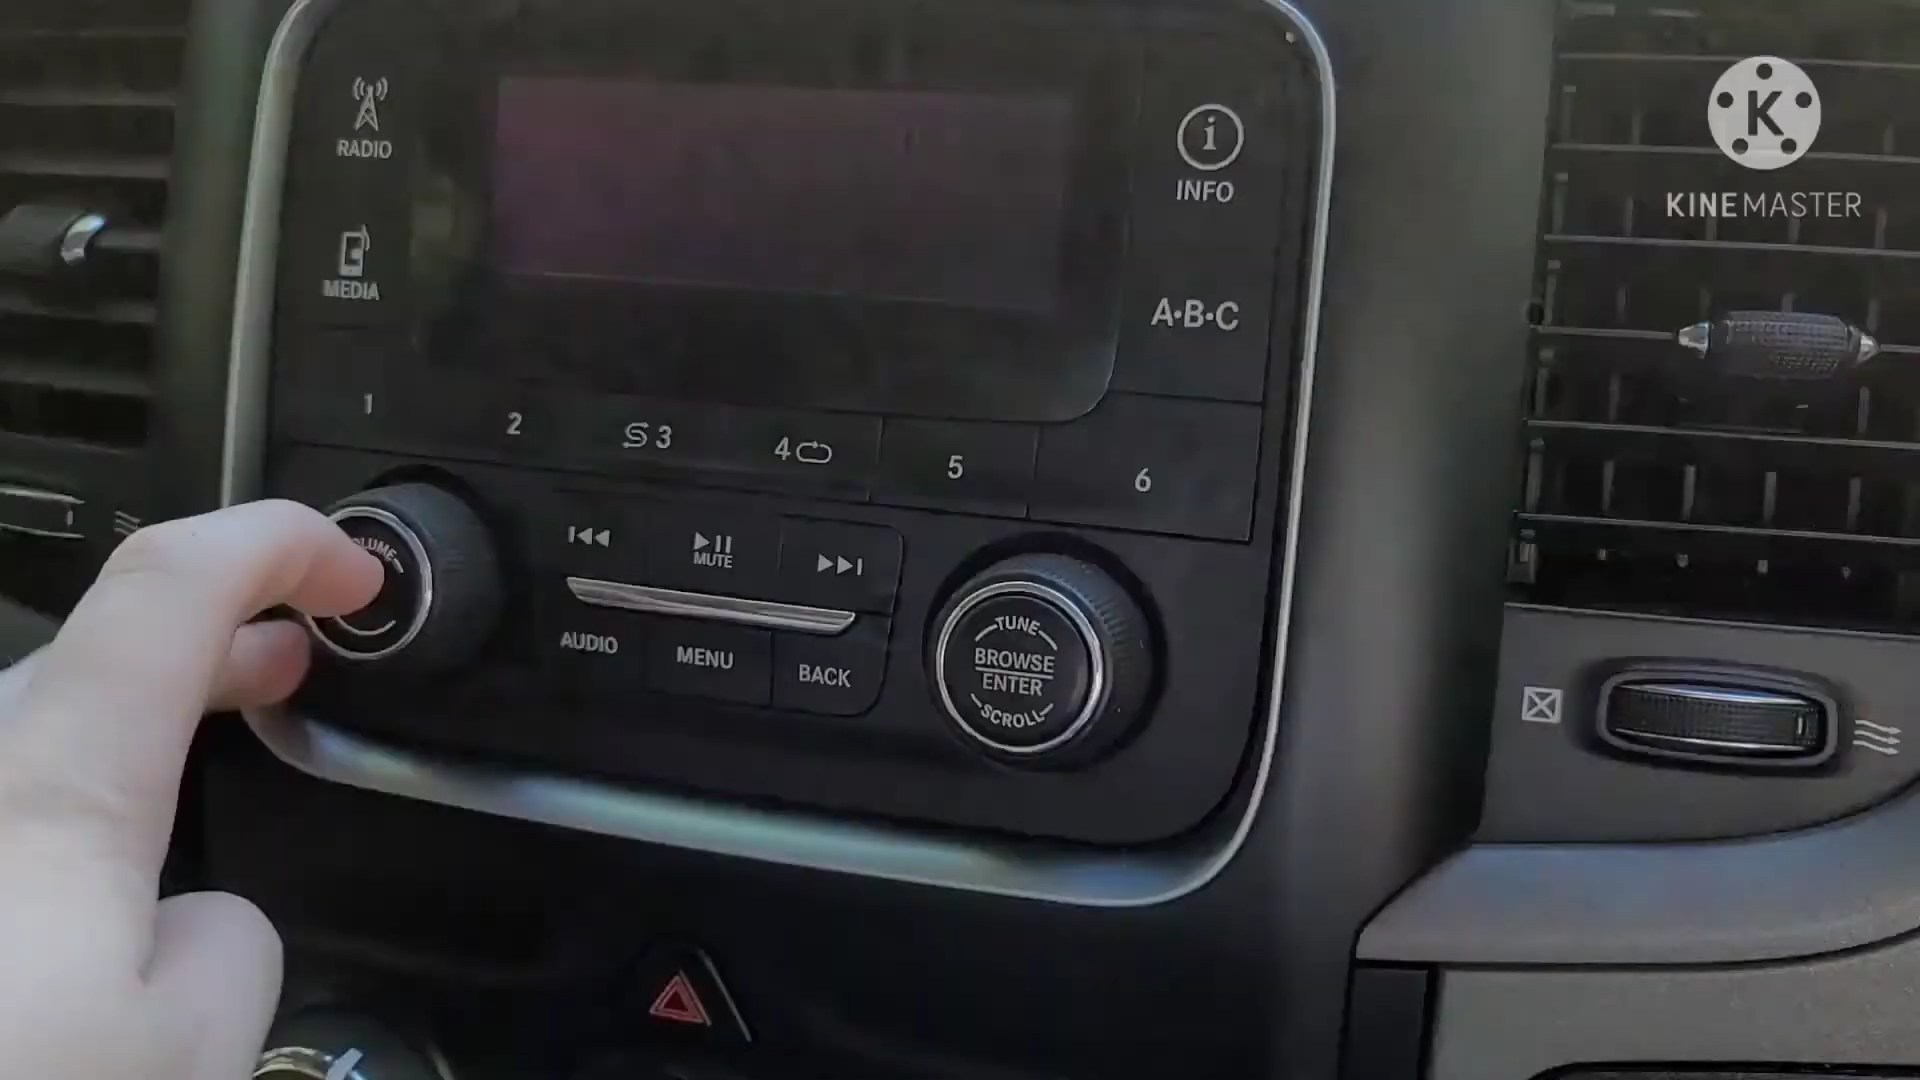 RADIO
INFO
KINEMASTER
K
MEDIA
A·B·C
1
2
3
4
5
6
MUTE
AUDIO
MENU
BACK
TUNE
BROWSE
ENTER
SCROLL